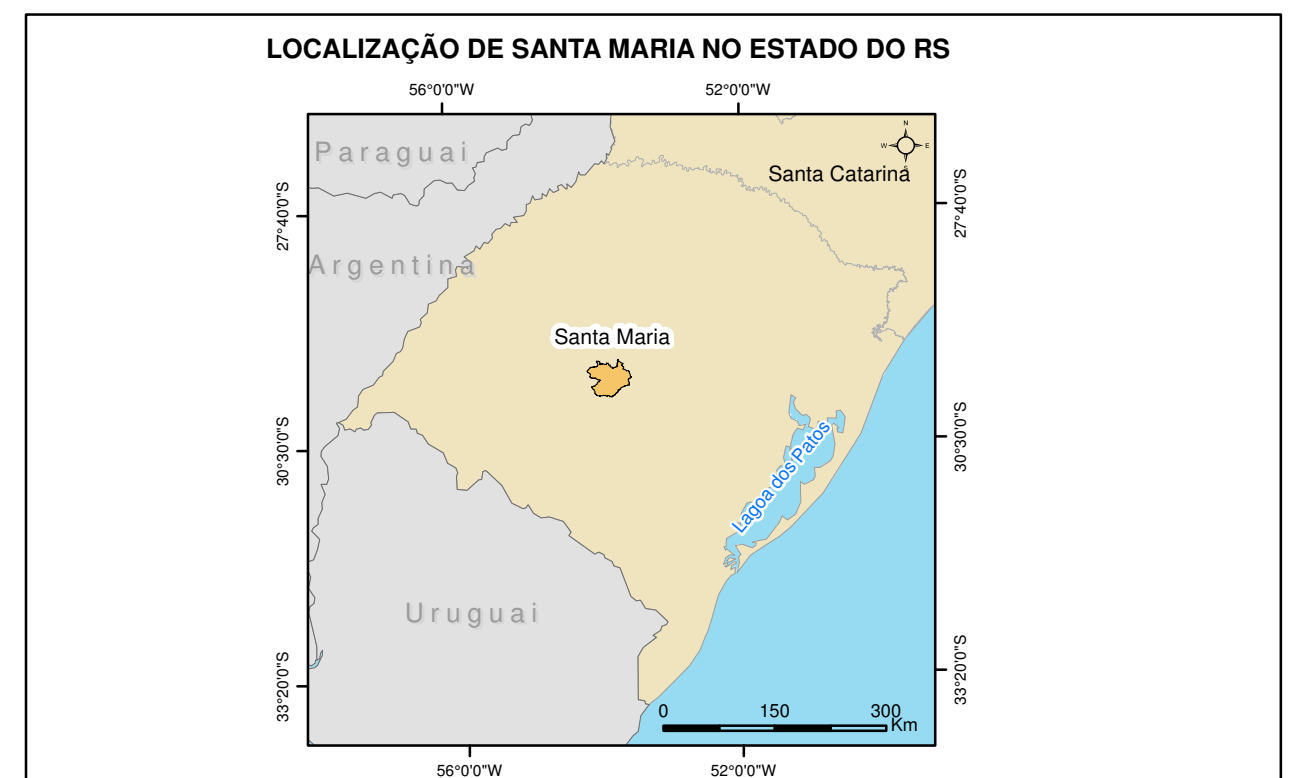 LOCALIZAÇÃO DE SANTA MARIA NO ESTADO DO RS
56°0'0"W
52°0'0"W
N
W
E
S
Paraguai
Santa Catarina
27°40'0"S
27°40'0"S
Argentina
Santa Maria
Lagoa dos Patos
30°30'0"S
30°30'0"S
Uruguai
33°20'0"S
33°20'0"S
0 150 300
Km
56°0'0"W
52°0'0"W